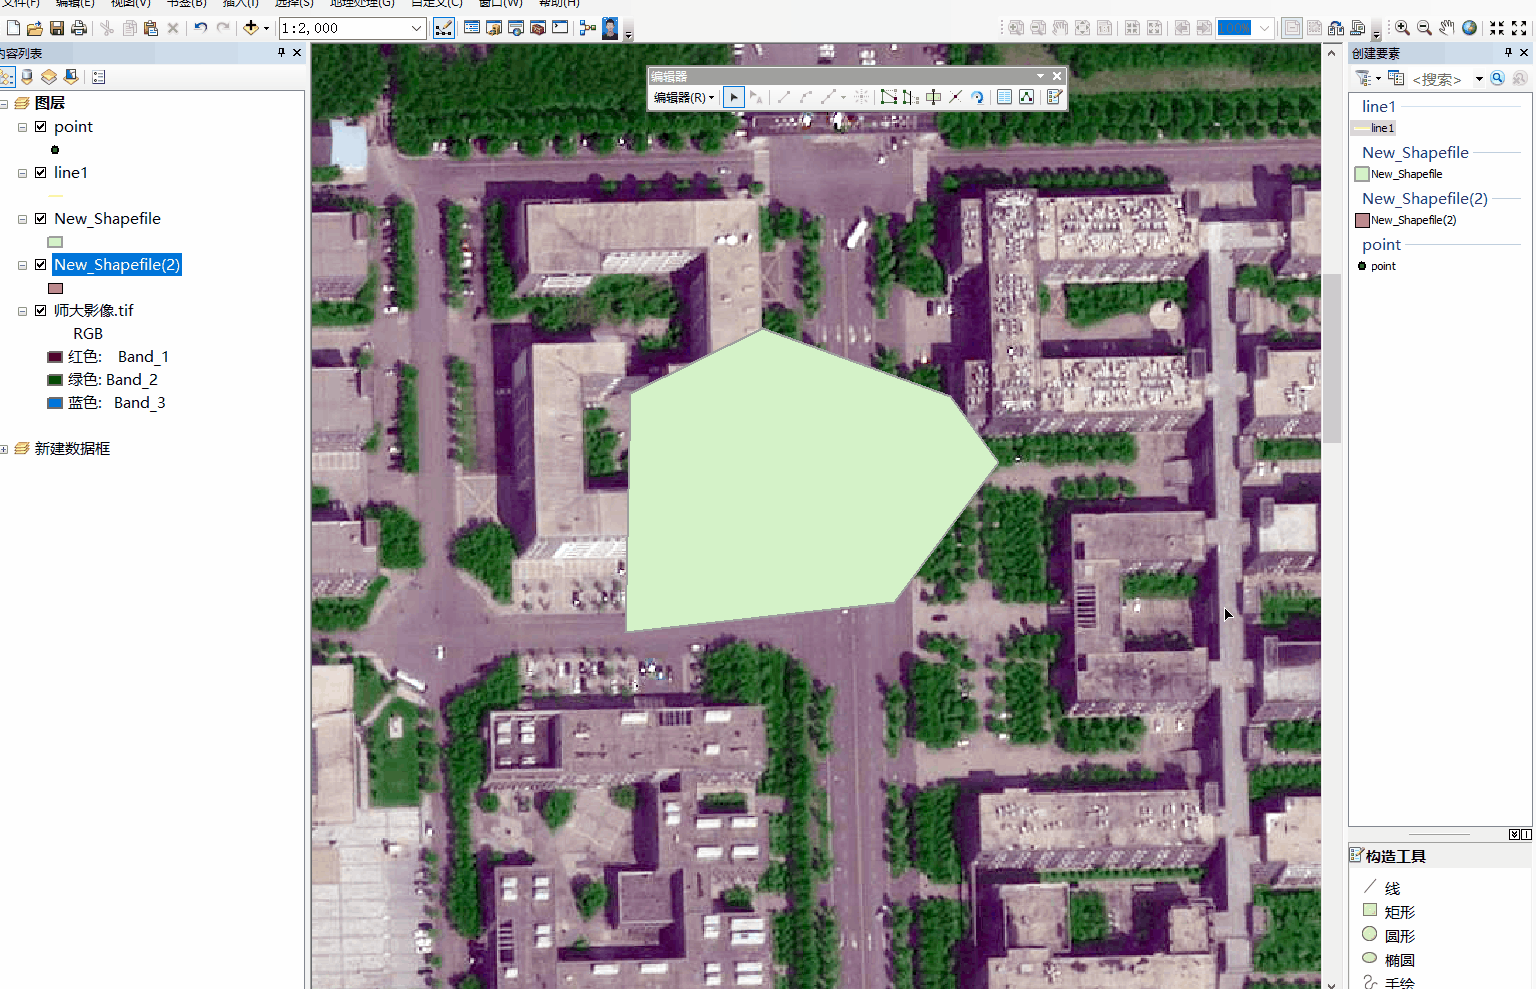 文件(F) 编辑(E) 视图(V) 书签(B) 插入(I) 选择(S) 地理处理(G) 自定义(C) 窗口(W) 帮助(H)
1:2,000
100%
内容列表
图层
point
line1
New_Shapefile
New_Shapefile(2)
师大影像.tif
RGB
红色: Band_1
绿色: Band_2
蓝色: Band_3
新建数据框
编辑器
编辑器(R)
创建要素
<搜索>
line1
line1
New_Shapefile
New_Shapefile
New_Shapefile(2)
New_Shapefile(2)
point
point
构造工具
线
矩形
圆形
椭圆
手绘